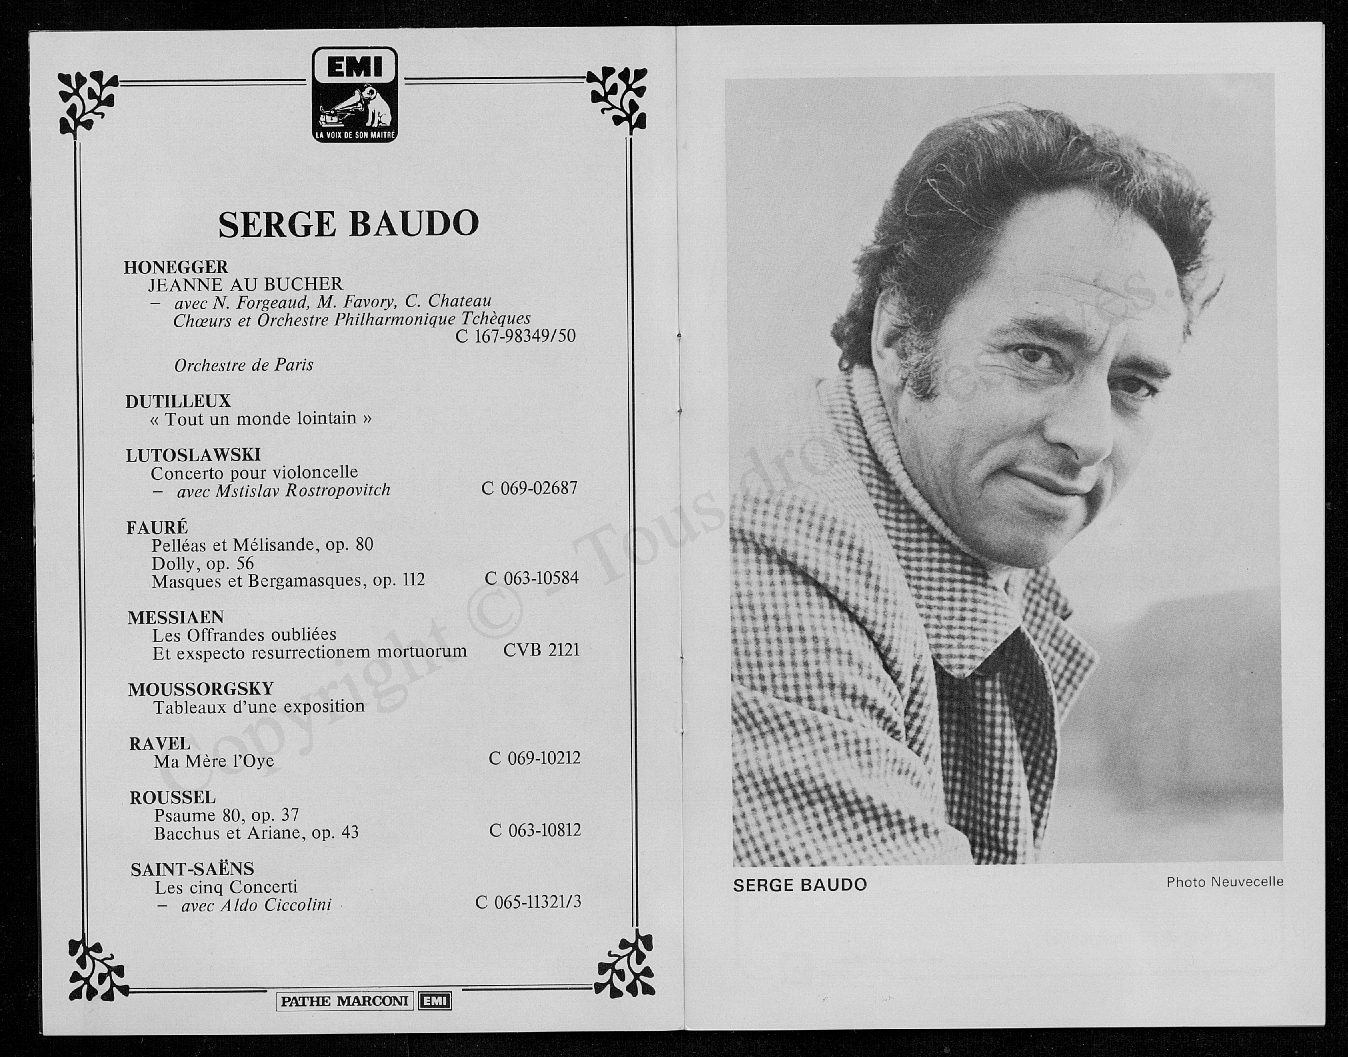 EMI
LA VOIX DE SON MAITRE
SERGE BAUDO
HONEGGER
JEANNE AU BUCHER
– avec N. Forgeaud, M. Favory, C. Chateau
Chœurs et Orchestre Philharmonique Tchèques
C 167-98349/50
Orchestre de Paris
DUTILLEUX
« Tout un monde lointain »
LUTOSLAWSKI
Concerto pour violoncelle
– avec Mstislav Rostropovitch C 069-02687
FAURÉ
Pelléas et Mélisande, op. 80
Dolly, op. 56
Masques et Bergamasques, op. 112 C 063-10584
MESSIAEN
Les Offrandes oubliées
Et exspecto resurrectionem mortuorum CVB 2121
MOUSSORGSKY
Tableaux d’une exposition
RAVEL
Ma Mère l’Oye C 069-10212
ROUSSEL
Psaume 80, op. 37
Bacchus et Ariane, op. 43 C 063-10812
SAINT-SAËNS
Les cinq Concerti
– avec Aldo Ciccolini C 065-11321/3
PATHE MARCONI EMI
SERGE BAUDO
Photo Neuvecelle
Copyright © - Tous droits réservés.